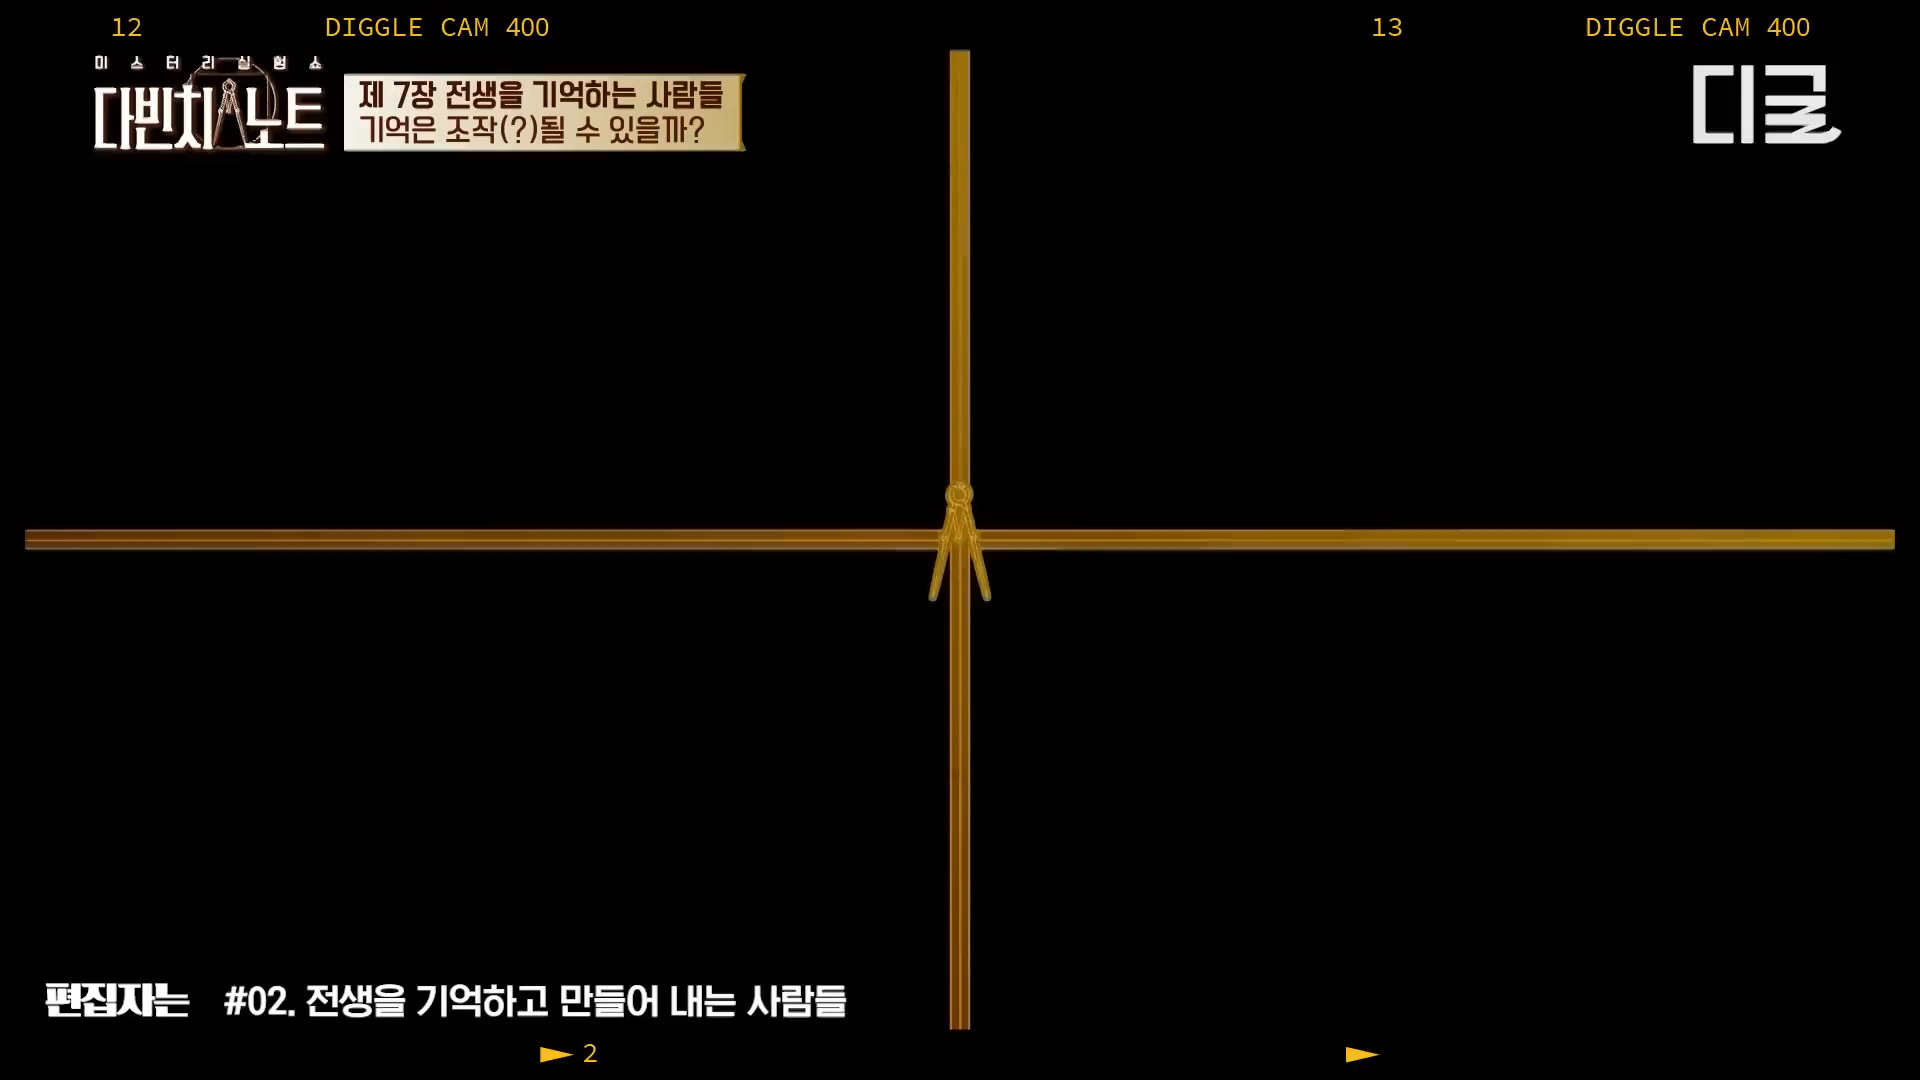 12 DIGGLE CAM 400 13 DIGGLE CAM 400
미스터리실험쇼
다빈치노트
제 7장 전생을 기억하는 사람들
기억은 조작(?)될 수 있을까?
디글
편집자는 #02. 전생을 기억하고 만들어 내는 사람들
2